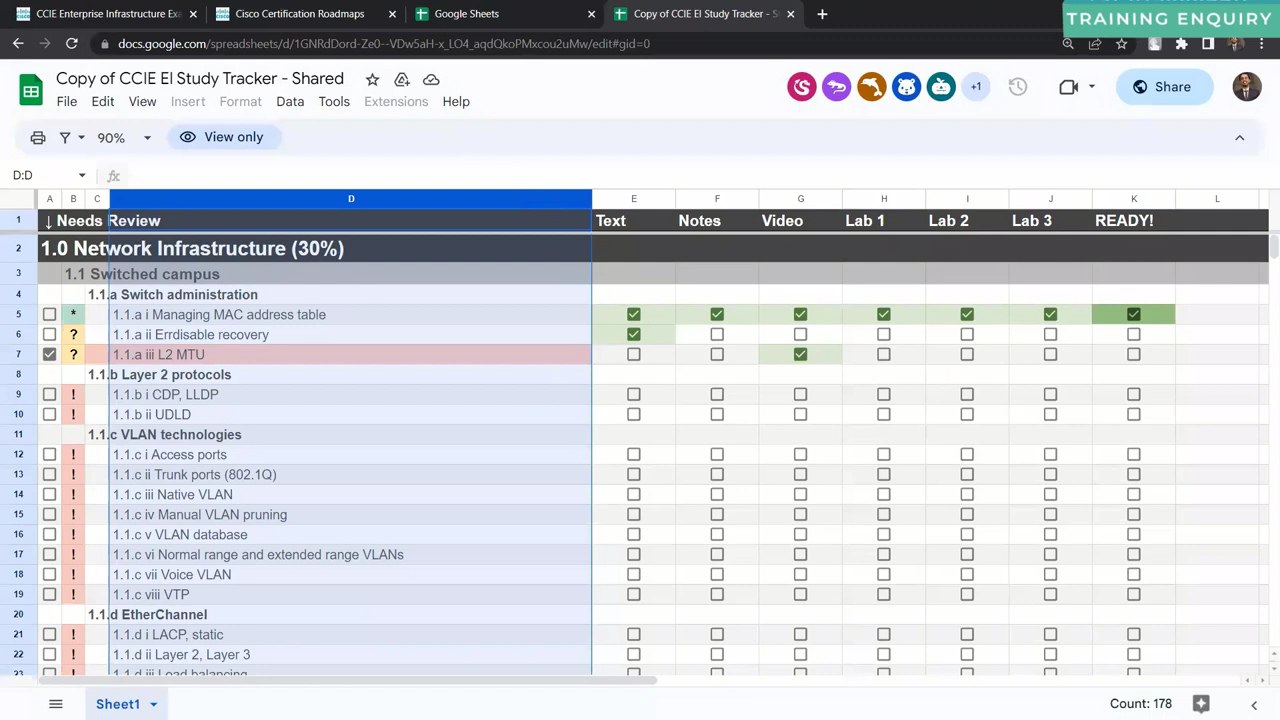 CCIE Enterprise Infrastructure Exa
Cisco Certification Roadmaps
Google Sheets
Copy of CCIE EI Study Tracker - S
TRAINING ENQUIRY
docs.google.com/spreadsheets/d/1GNRdDord-Ze0--VDw5aH-x_LO4_aqdQkoPMxcou2uMw/edit#gid=0
Copy of CCIE EI Study Tracker - Shared
+1
Share
File Edit View Insert Format Data Tools Extensions Help
90% View only
D:D
A B C D E F G H I J K L
1 ↓ Needs Review Text Notes Video Lab 1 Lab 2 Lab 3 READY!
2 1.0 Network Infrastructure (30%)
3 1.1 Switched campus
4 1.1.a Switch administration
5 * 1.1.a i Managing MAC address table
6 ? 1.1.a ii Errdisable recovery
7 ? 1.1.a iii L2 MTU
8 1.1.b Layer 2 protocols
9 ! 1.1.b i CDP, LLDP
10 ! 1.1.b ii UDLD
11 1.1.c VLAN technologies
12 ! 1.1.c i Access ports
13 ! 1.1.c ii Trunk ports (802.1Q)
14 ! 1.1.c iii Native VLAN
15 ! 1.1.c iv Manual VLAN pruning
16 ! 1.1.c v VLAN database
17 ! 1.1.c vi Normal range and extended range VLANs
18 ! 1.1.c vii Voice VLAN
19 ! 1.1.c viii VTP
20 1.1.d EtherChannel
21 ! 1.1.d i LACP, static
22 ! 1.1.d ii Layer 2, Layer 3
23 ! 1.1.d iii Load balancing
Sheet1
Count: 178